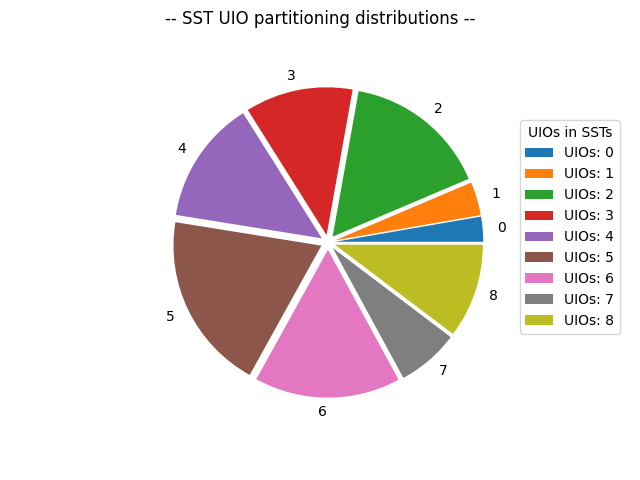 -- SST UIO partitioning distributions --
3
2
4
1
0
5
8
7
6
UIOs in SSTs
UIOs: 0
UIOs: 1
UIOs: 2
UIOs: 3
UIOs: 4
UIOs: 5
UIOs: 6
UIOs: 7
UIOs: 8